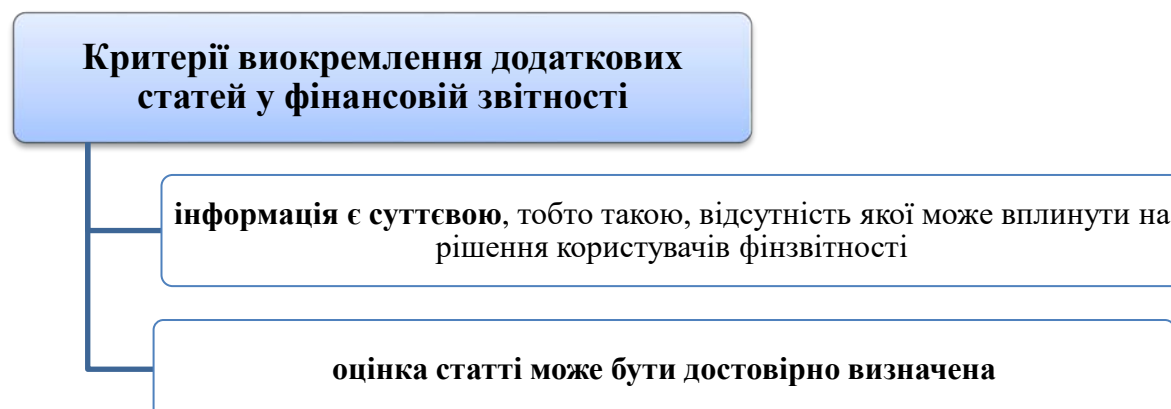 Критерії виокремлення додаткових
статей у фінансовій звітності
інформація є суттєвою, тобто такою, відсутність якої може вплинути на
рішення користувачів фінзвітності
оцінка статті може бути достовірно визначена